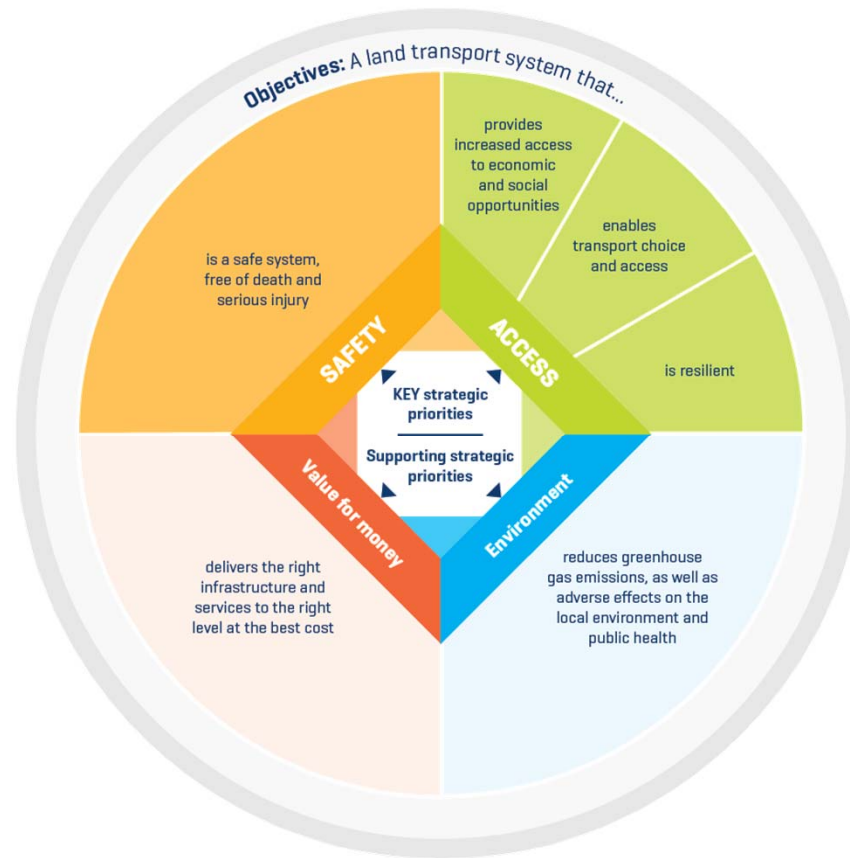 Objectives: A land transport system that...
provides
increased access
to economic
and social
opportunities
enables
transport choice
and access
is resilient
is a safe system,
free of death and
serious injury
SAFETY
ACCESS
KEY strategic
priorities
Supporting strategic
priorities
Value for money
Environment
delivers the right
infrastructure and
services to the right
level at the best cost
reduces greenhouse
gas emissions, as well as
adverse effects on the
local environment and
public health